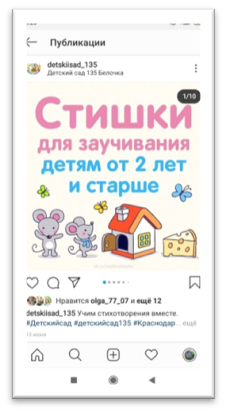 Публикации
detskiisad_135
Детский сад 135 Белочка
1/10
Стишки
для заучивания
детям от 2 лет
и старше
Нравится olga_77_07 и ещё 12
detskiisad_135 Учим стихотворения вместе.
#Детскийсад #детскийсад135 #Краснодар... ещё